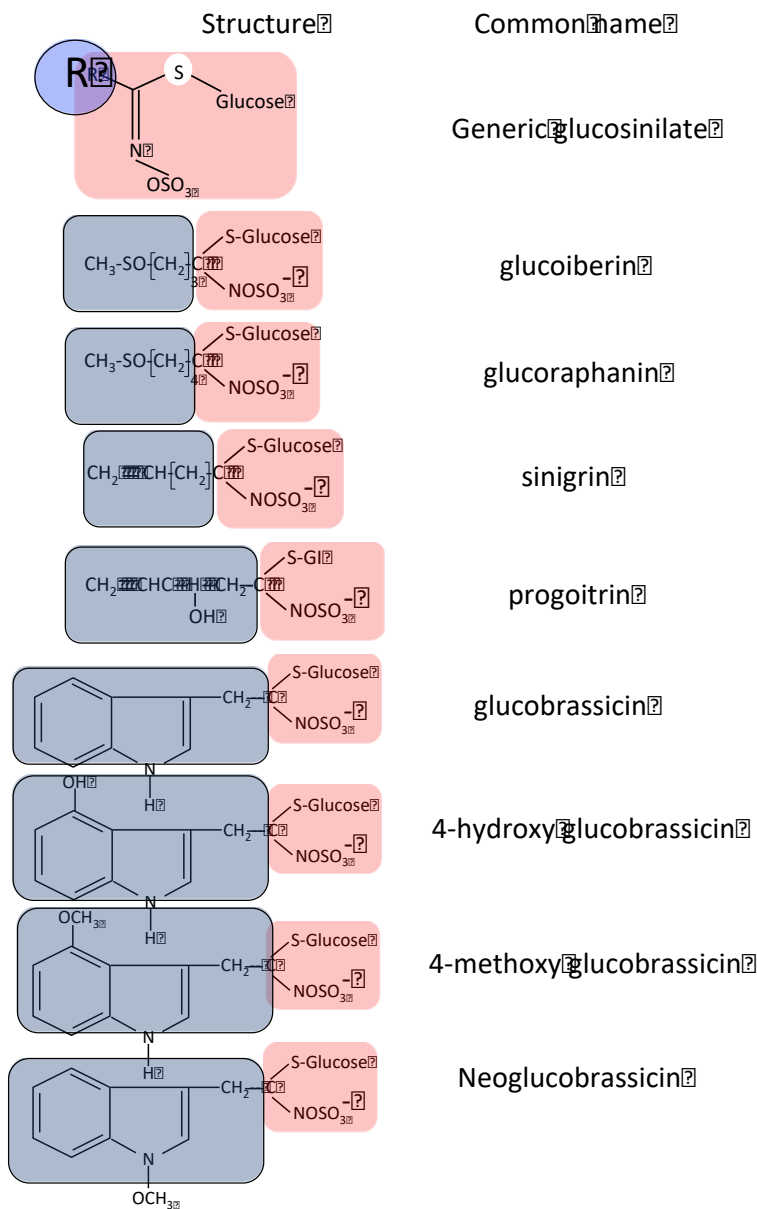 Structure Common name
R
R
S
Glucose
N
OSO3
Generic glucosinilate
S-Glucose
CH3-SO-[CH2]3-C
NOSO3-
glucoiberin
S-Glucose
CH3-SO-[CH2]4-C
NOSO3-
glucoraphanin
S-Glucose
CH2 CH-[CH2]-C
NOSO3-
sinigrin
S-Gl
CH2 CHC H CH2-C
OH
NOSO3-
progoitrin
S-Glucose
CH2-C
NOSO3-
N
H
glucobrassicin
OH
S-Glucose
CH2-C
NOSO3-
N
H
4-hydroxy glucobrassicin
OCH3
S-Glucose
CH2-C
NOSO3-
N
H
4-methoxy glucobrassicin
S-Glucose
CH2-C
NOSO3-
N
OCH3
Neoglucobrassicin